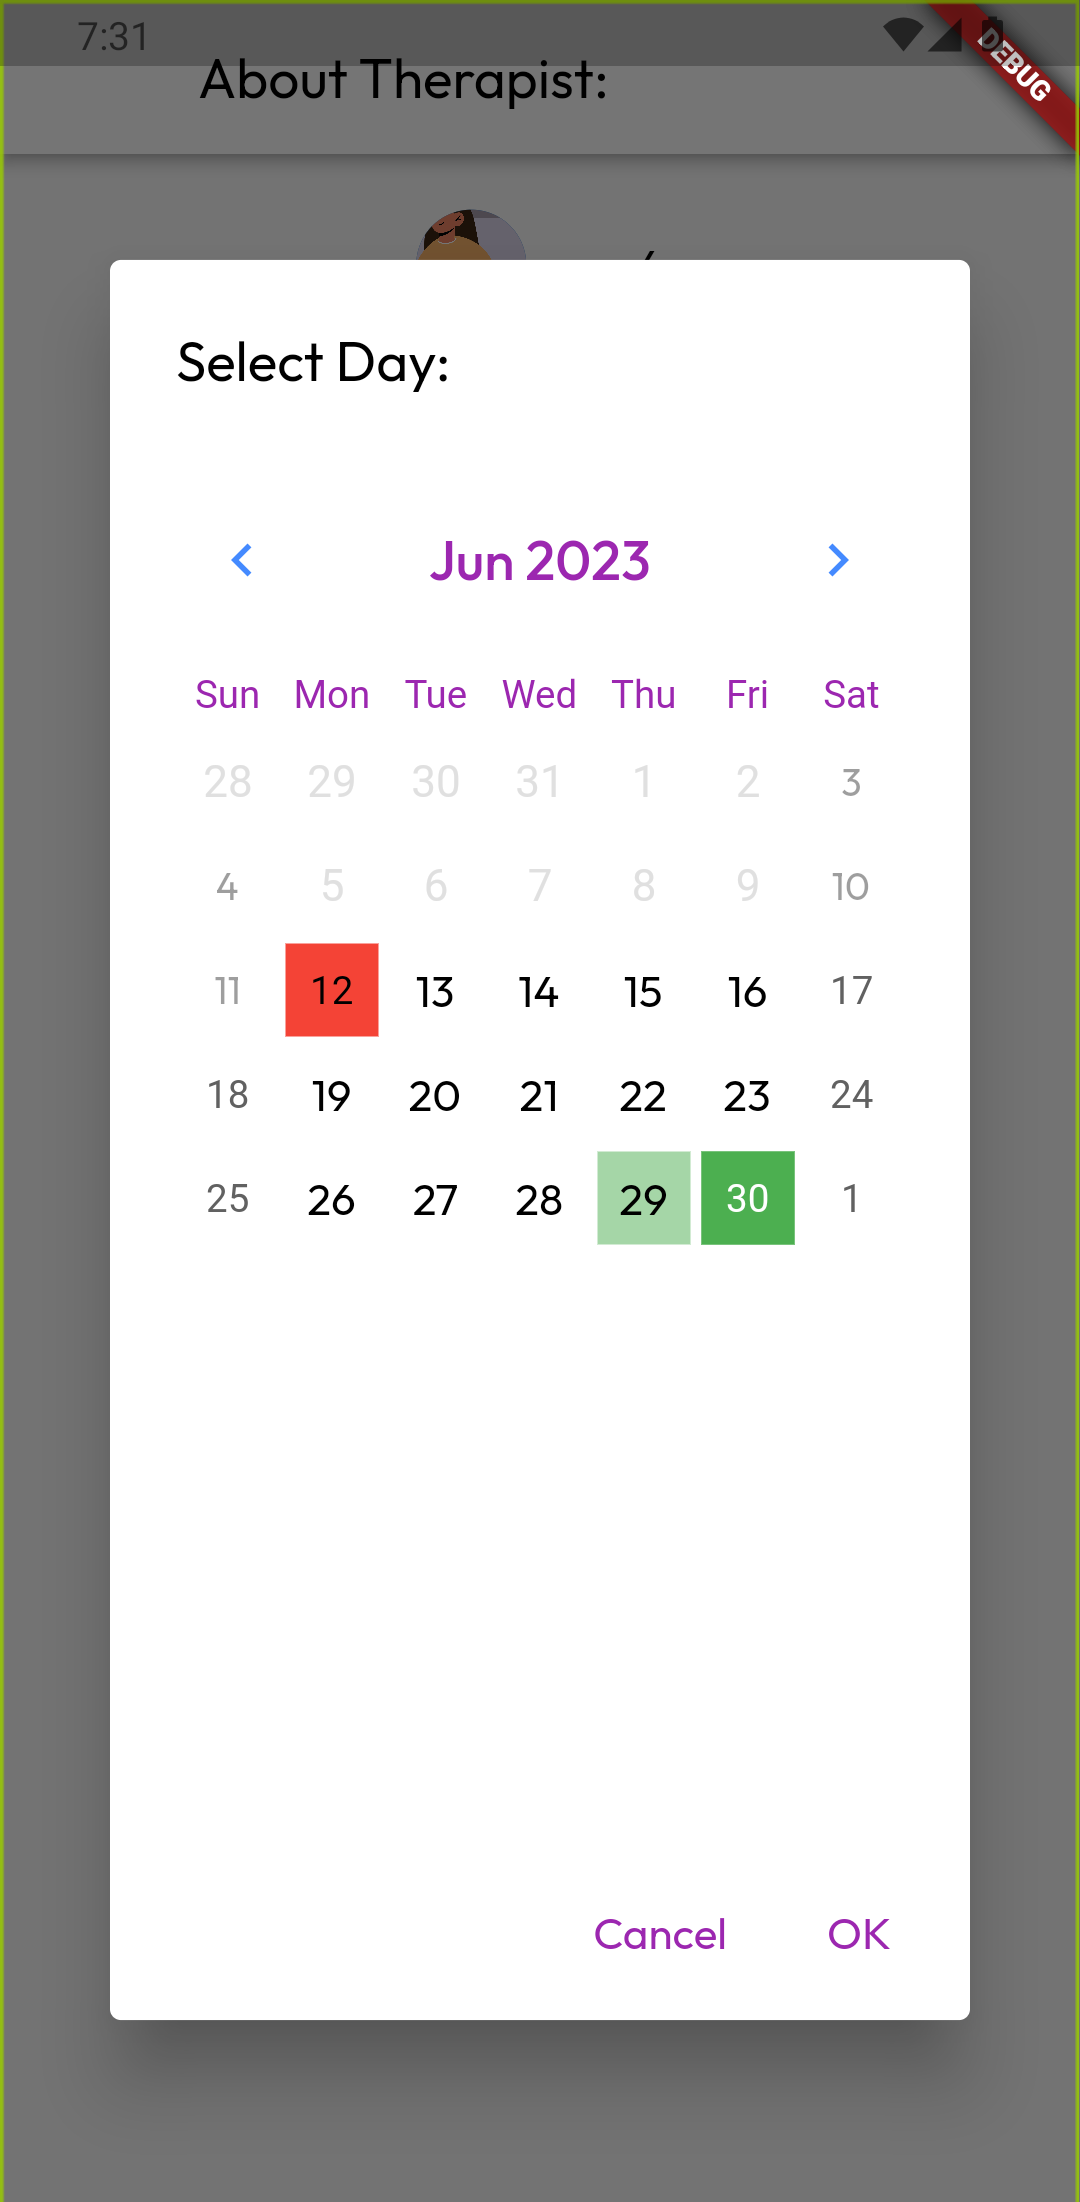 7:31
DEBUG
About Therapist:
Select Day:
Jun 2023
Sun Mon Tue Wed Thu Fri Sat
28 29 30 31 1 2 3
4 5 6 7 8 9 10
11 12 13 14 15 16 17
18 19 20 21 22 23 24
25 26 27 28 29 30 1
Cancel OK